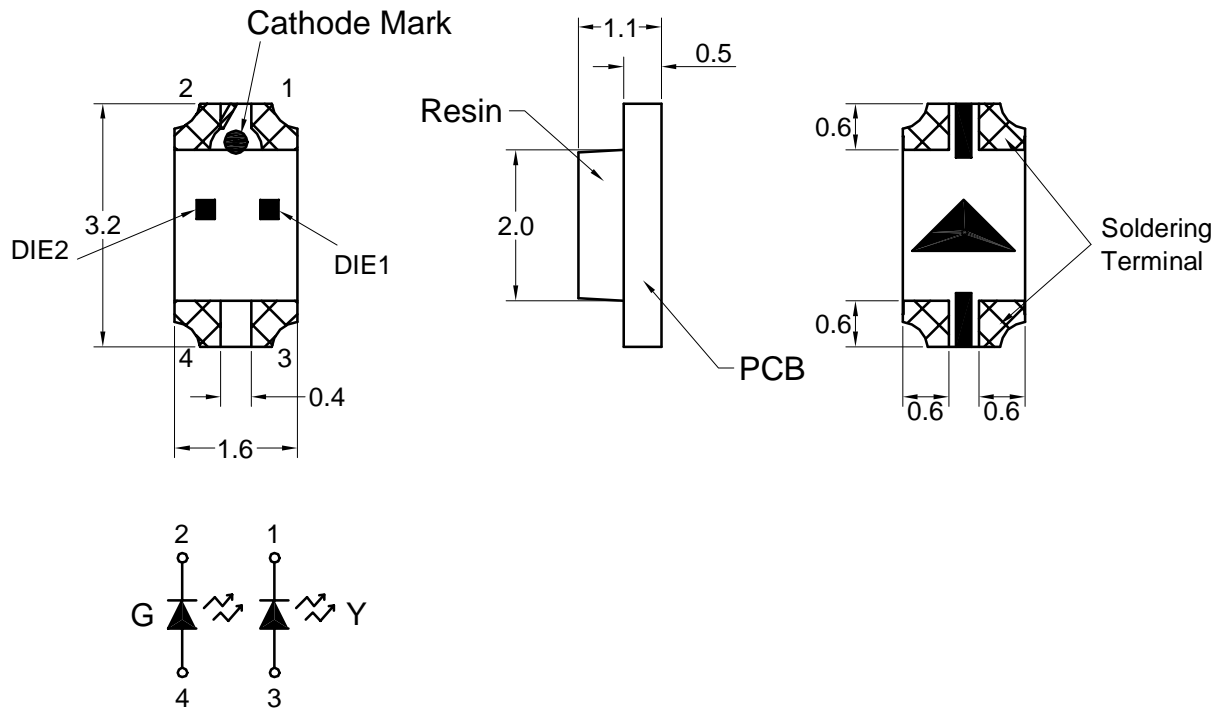 Cathode Mark
2 1
3.2
DIE2
DIE1
4 3
0.4
1.6
1.1
0.5
Resin
2.0
PCB
0.6
0.6
0.6 0.6
Soldering
Terminal
2 1
G Y
4 3